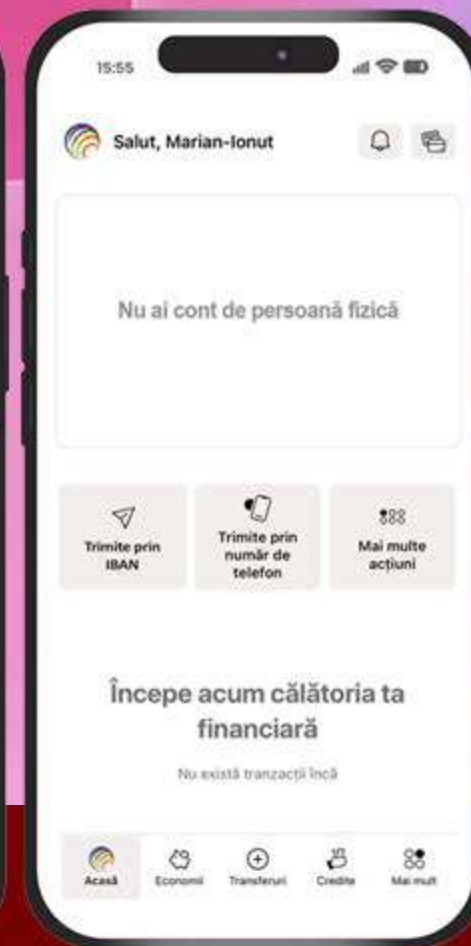 15:55
Salut, Marian-Ionut
Nu ai cont de persoană fizică
Trimite prin
IBAN
Trimite prin
număr de
telefon
Mai multe
acțiuni
Începe acum călătoria ta
financiară
Nu există tranzacții încă
Acasă
Economii
Transferuri
Credite
Mai mult